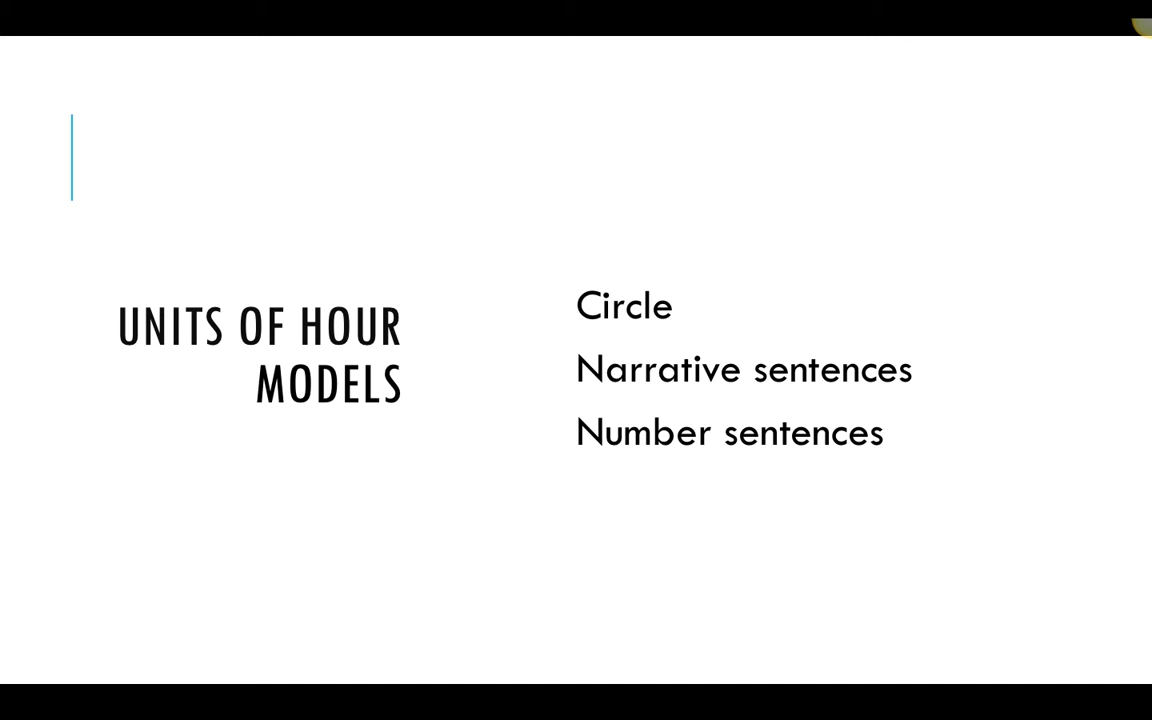 UNITS OF HOUR
MODELS
Circle
Narrative sentences
Number sentences